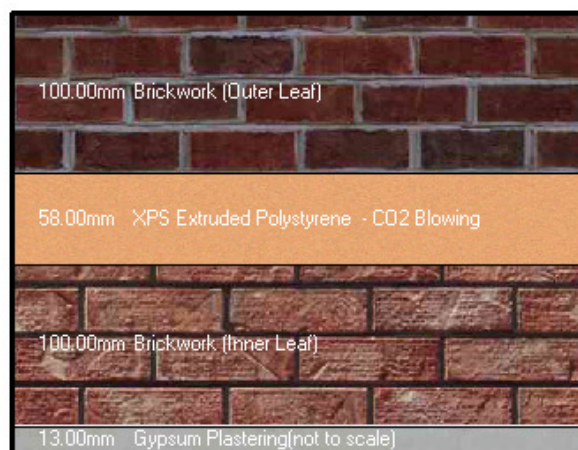 100.00mm Brickwork (Outer Leaf)
58.00mm XPS Extruded Polystyrene - CO2 Blowing
100.00mm Brickwork (Inner Leaf)
13.00mm Gypsum Plastering(not to scale)